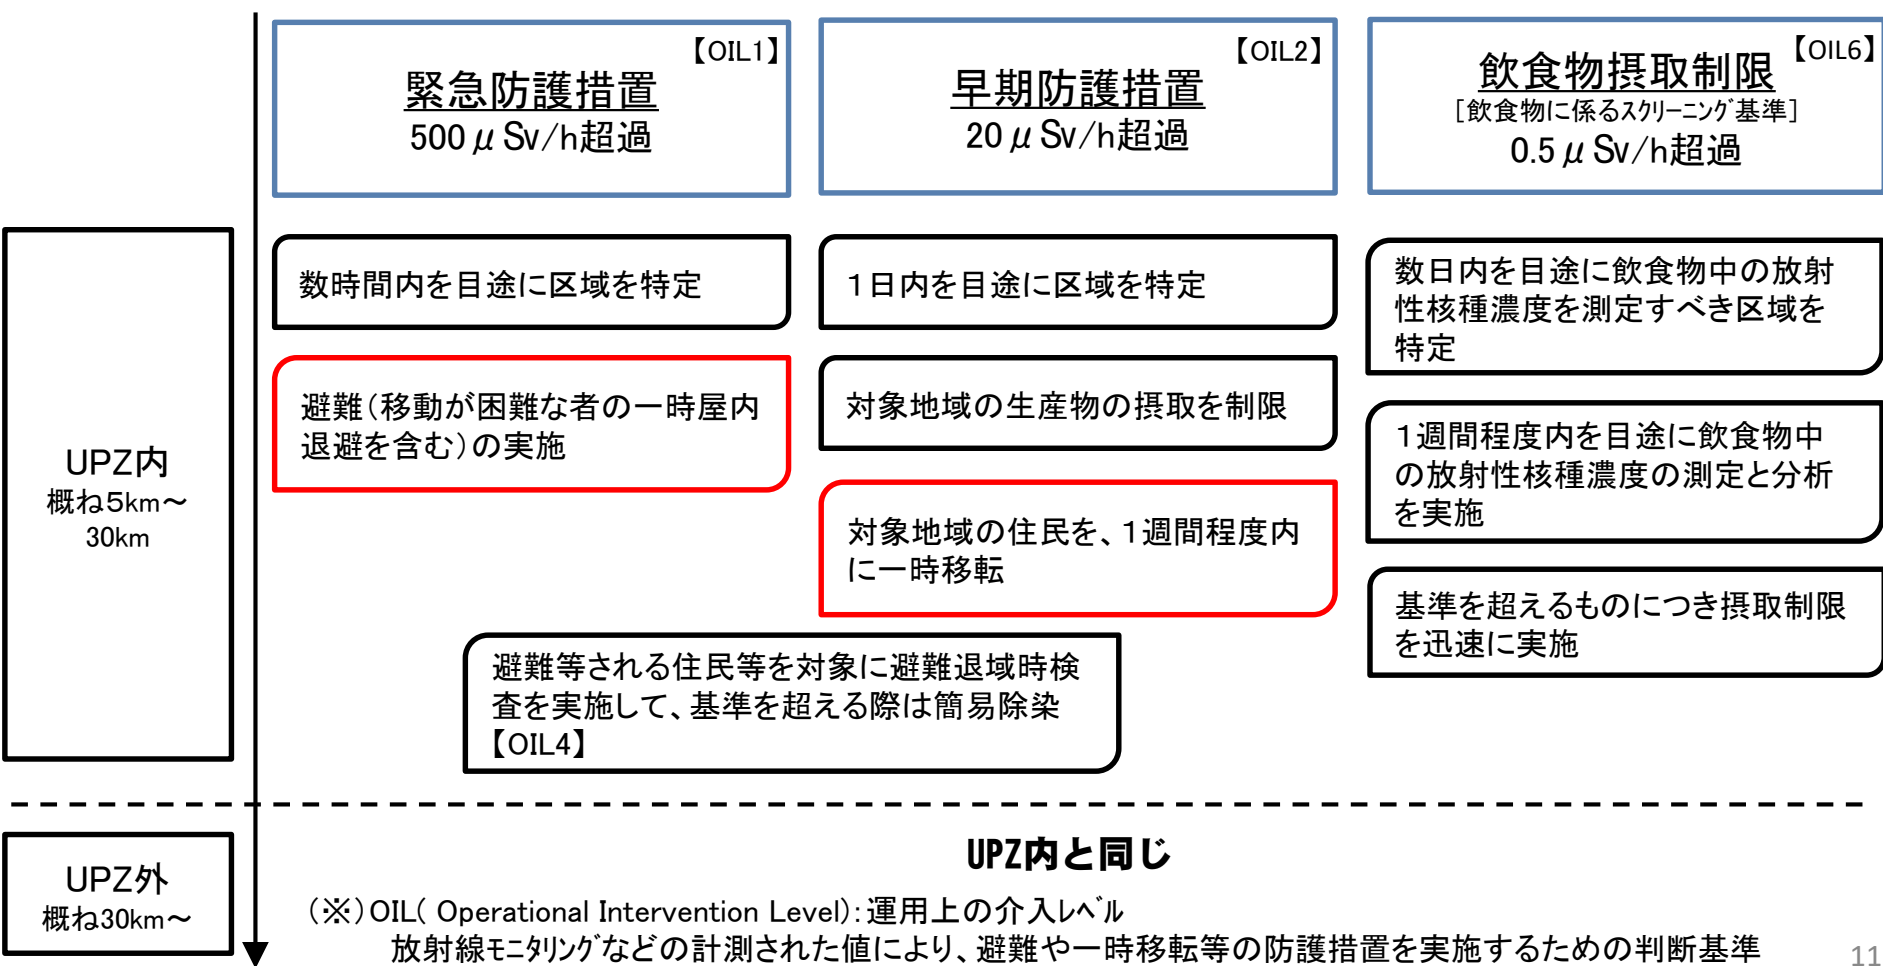 【OIL1】
緊急防護措置
500μSv/h超過
【OIL2】
早期防護措置
20μSv/h超過
【OIL6】
飲食物摂取制限
[飲食物に係るｽｸﾘｰﾆﾝｸﾞ基準]
0.5μSv/h超過
UPZ内
概ね5km～
30km
数時間内を目途に区域を特定
避難(移動が困難な者の一時屋内
退避を含む)の実施
1日内を目途に区域を特定
対象地域の生産物の摂取を制限
対象地域の住民を、1週間程度内
に一時移転
数日内を目途に飲食物中の放射
性核種濃度を測定すべき区域を
特定
1週間程度内を目途に飲食物中
の放射性核種濃度の測定と分析
を実施
基準を超えるものにつき摂取制限
を迅速に実施
避難等される住民等を対象に避難退域時検
査を実施して、基準を超える際は簡易除染
【OIL4】
UPZ外
概ね30km～
UPZ内と同じ
(※)OIL( Operational Intervention Level):運用上の介入ﾚﾍﾞﾙ
放射線ﾓﾆﾀﾘﾝｸﾞなどの計測された値により、避難や一時移転等の防護措置を実施するための判断基準
11